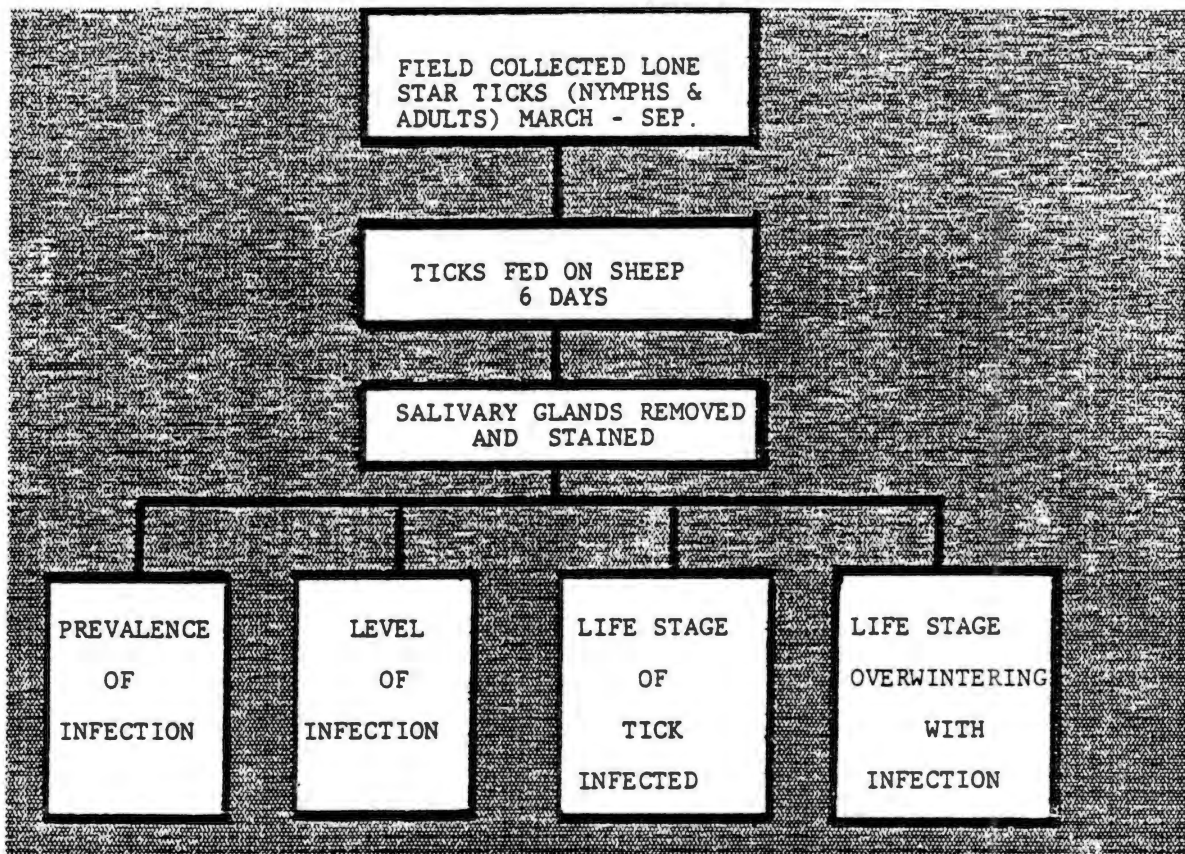 FIELD COLLECTED LONE
STAR TICKS (NYMPHS &
ADULTS) MARCH - SEP.
TICKS FED ON SHEEP
6 DAYS
SALIVARY GLANDS REMOVED
AND STAINED
PREVALENCE
OF
INFECTION
LEVEL
OF
INFECTION
LIFE STAGE
OF
TICK
INFECTED
LIFE STAGE
OVERWINTERING
WITH
INFECTION